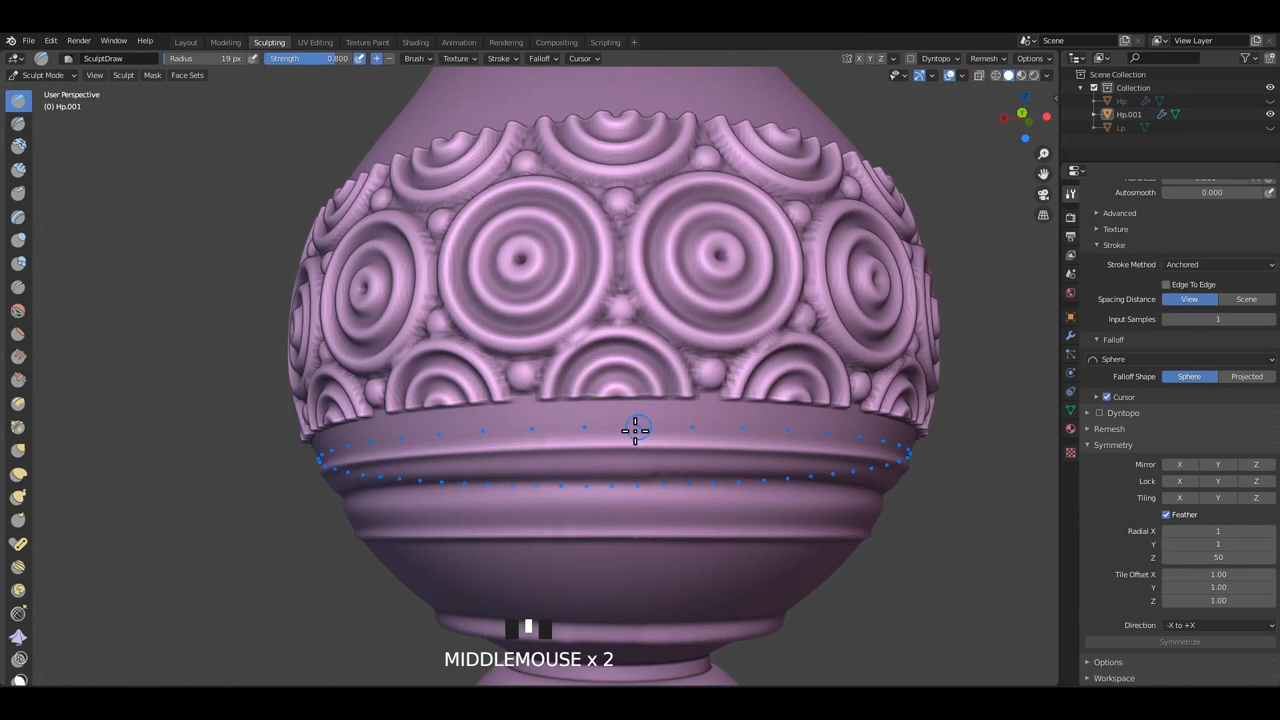 File Edit Render Window Help Layout Modeling Sculpting UV Editing Texture Paint Shading Animation Rendering Compositing Scripting + Scene View Layer
SculptDraw Radius 19 px Strength 0.800 Brush Texture Stroke Falloff Cursor X Y Z Dyntopo Remesh Options
Sculpt Mode View Sculpt Mask Face Sets
Scene Collection
Collection
Hp
Hp.001
Lp
User Perspective
(0) Hp.001
Autosmooth 0.000
Advanced
Texture
Stroke
Stroke Method Anchored
Edge To Edge
Spacing Distance View Scene
Input Samples 1
Falloff
Sphere
Falloff Shape Sphere Projected
Cursor
Dyntopo
Remesh
Symmetry
Mirror X Y Z
Lock X Y Z
Tiling X Y Z
Feather
Radial X 1
Y 1
Z 50
Tile Offset X 1.00
Y 1.00
Z 1.00
Direction -X to +X
Symmetrize
Options
Workspace
MIDDLEMOUSE x 2